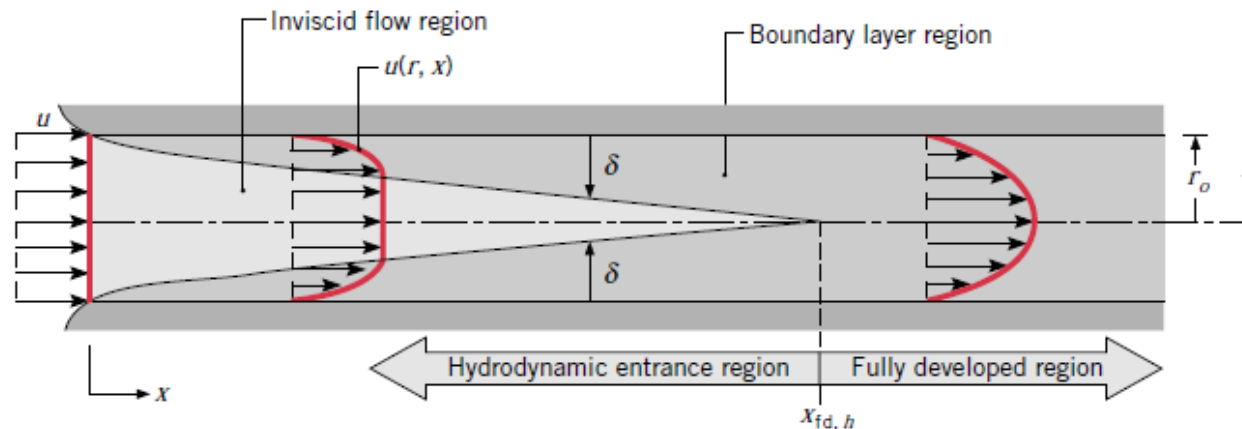 Inviscid flow region
Boundary layer region
u(r, x)
u
δ
r_o
δ
Hydrodynamic entrance region
Fully developed region
x
x_fd, h